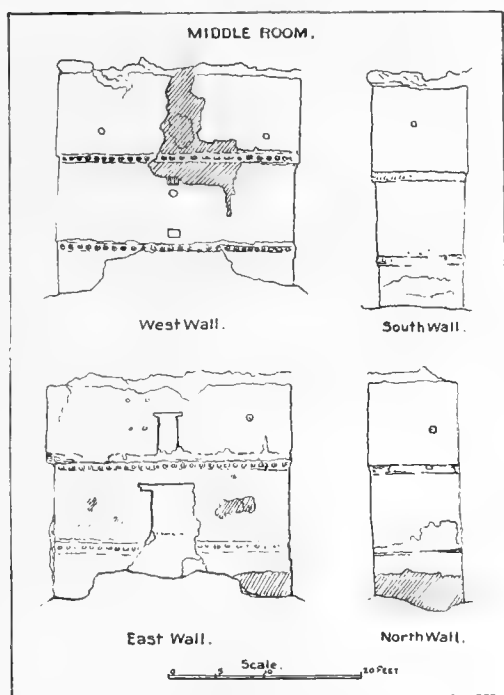 MIDDLE ROOM.
West Wall.
South Wall.
East Wall.
North Wall.
Scale.
0 5 10 20 FEET